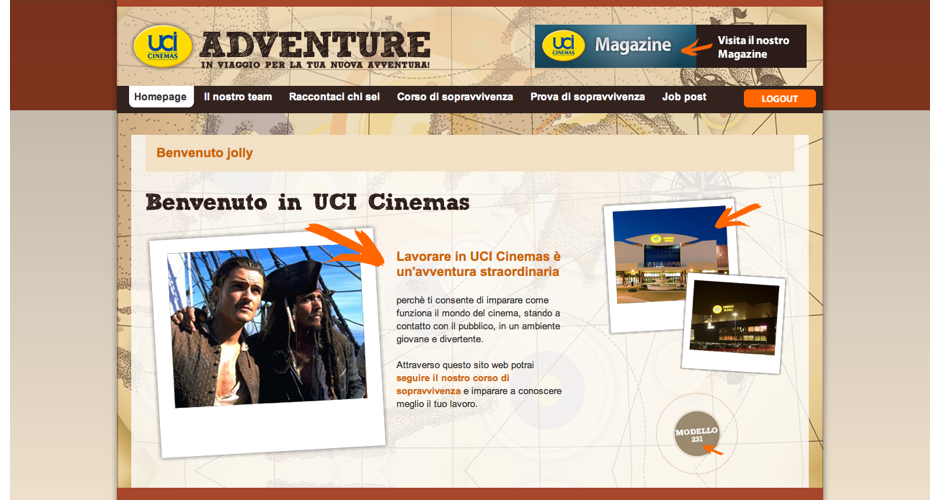 UCI
CINEMAS
ADVENTURE
IN VIAGGIO PER LA TUA NUOVA AVVENTURA!
UCI
CINEMAS
Magazine
Visita il nostro
Magazine
Homepage
Il nostro team
Raccontaci chi sei
Corso di sopravvivenza
Prova di sopravvivenza
Job post
LOGOUT
Benvenuto jolly
Benvenuto in UCI Cinemas
Lavorare in UCI Cinemas è
un'avventura straordinaria
perchè ti consente di imparare come
funziona il mondo del cinema, stando a
contatto con il pubblico, in un ambiente
giovane e divertente.
Attraverso questo sito web potrai
seguire il nostro corso di
sopravvivenza e imparare a conoscere
meglio il tuo lavoro.
MODELLO
231